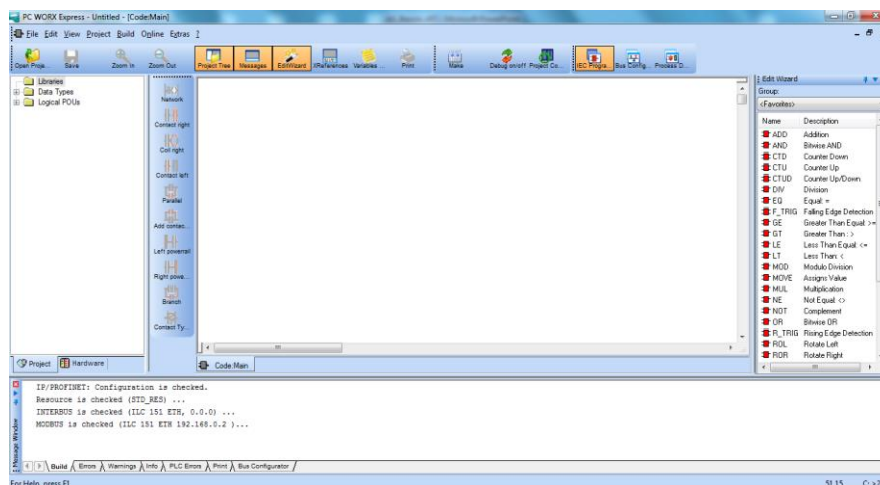 PC WORX Express - Untitled - [Code:Main]
File Edit View Project Build Online Extras ?
Open Proje... Save Zoom In Zoom Out Project Tree Messages EditWizard XReferences Variables ... Print Make Debug on/off Project Co... IEC Progra... Bus Config... Process D...
Libraries
Data Types
Logical POUs
Project Hardware
Network
Contact right
Coil right
Contact left
Parallel
Add contac...
Left powerrail
Right powe...
Branch
Contact Ty...
Code:Main
Edit Wizard
Group:
<Favorites>
Name Description
ADD Addition
AND Bitwise AND
CTD Counter Down
CTU Counter Up
CTUD Counter Up/Down
DIV Division
EQ Equal: =
F_TRIG Falling Edge Detection
GE Greater Than Equal: >=
GT Greater Than : >
LE Less Than Equal: <=
LT Less Than: <
MOD Modulo Division
MOVE Assigns Value
MUL Multiplication
NE Not Equal: <>
NOT Complement
OR Bitwise OR
R_TRIG Rising Edge Detection
ROL Rotate Left
ROR Rotate Right
IP/PROFINET: Configuration is checked.
Resource is checked (STD_RES) ...
INTERBUS is checked (ILC 151 ETH, 0.0.0) ...
MODBUS is checked (ILC 151 ETH 192.168.0.2 )...
Message Window
Build Errors Warnings Info PLC Errors Print Bus Configurator
For Help, press F1
51,15 C: >2